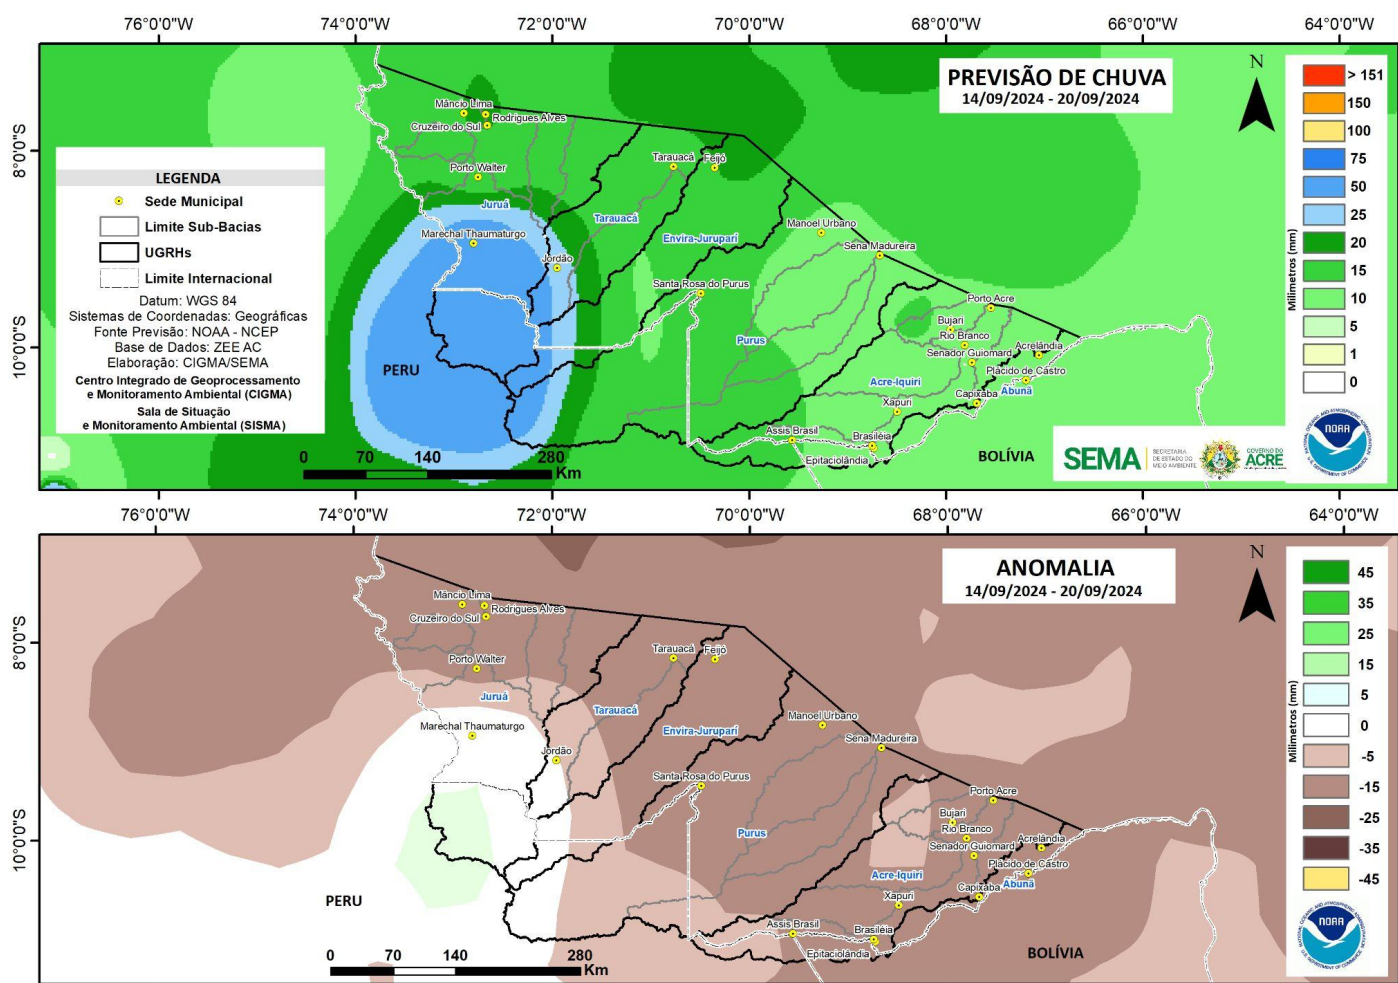 76°0'0"W 74°0'0"W 72°0'0"W 70°0'0"W 68°0'0"W 66°0'0"W 64°0'0"W
PREVISÃO DE CHUVA
14/09/2024 - 20/09/2024
N
> 151
150
100
75
50
25
20
15
10
5
1
0
Milímetros (mm)
8°0'0"S
10°0'0"S
LEGENDA
Sede Municipal
Limite Sub-Bacias
UGRHs
Limite Internacional
Datum: WGS 84
Sistemas de Coordenadas: Geográficas
Fonte Previsão: NOAA - NCEP
Base de Dados: ZEE AC
Elaboração: CIGMA/SEMA
Centro Integrado de Geoprocessamento
e Monitoramento Ambiental (CIGMA)
Sala de Situação
e Monitoramento Ambiental (SISMA)
Mâncio Lima
Rodrigues Alves
Cruzeiro do Sul
Porto Walter
Juruá
Marechal Thaumaturgo
Jordão
Tarauacá
Feijó
Tarauacá
Envira-Jurupari
Manoel Urbano
Sena Madureira
Santa Rosa do Purus
Purus
Porto Acre
Bujari
Rio Branco
Acrelândia
Senador Guiomard
Plácido de Castro
Acre-Iquiri
Abunã
Capixaba
Xapuri
Assis Brasil
Brasiléia
Epitaciolândia
PERU
BOLÍVIA
0 70 140 280
Km
SEMA
SECRETARIA
DE ESTADO DO
MEIO AMBIENTE
GOVERNO DO
ACRE
NOAA
76°0'0"W 74°0'0"W 72°0'0"W 70°0'0"W 68°0'0"W 66°0'0"W 64°0'0"W
ANOMALIA
14/09/2024 - 20/09/2024
N
45
35
25
15
5
0
-5
-15
-25
-35
-45
Milímetros (mm)
8°0'0"S
10°0'0"S
Mâncio Lima
Rodrigues Alves
Cruzeiro do Sul
Porto Walter
Juruá
Marechal Thaumaturgo
Jordão
Tarauacá
Feijó
Tarauacá
Envira-Jurupari
Manoel Urbano
Sena Madureira
Santa Rosa do Purus
Purus
Porto Acre
Bujari
Rio Branco
Acrelândia
Senador Guiomard
Plácido de Castro
Acre-Iquiri
Abunã
Capixaba
Xapuri
Assis Brasil
Brasiléia
Epitaciolândia
PERU
BOLÍVIA
0 70 140 280
Km
NOAA